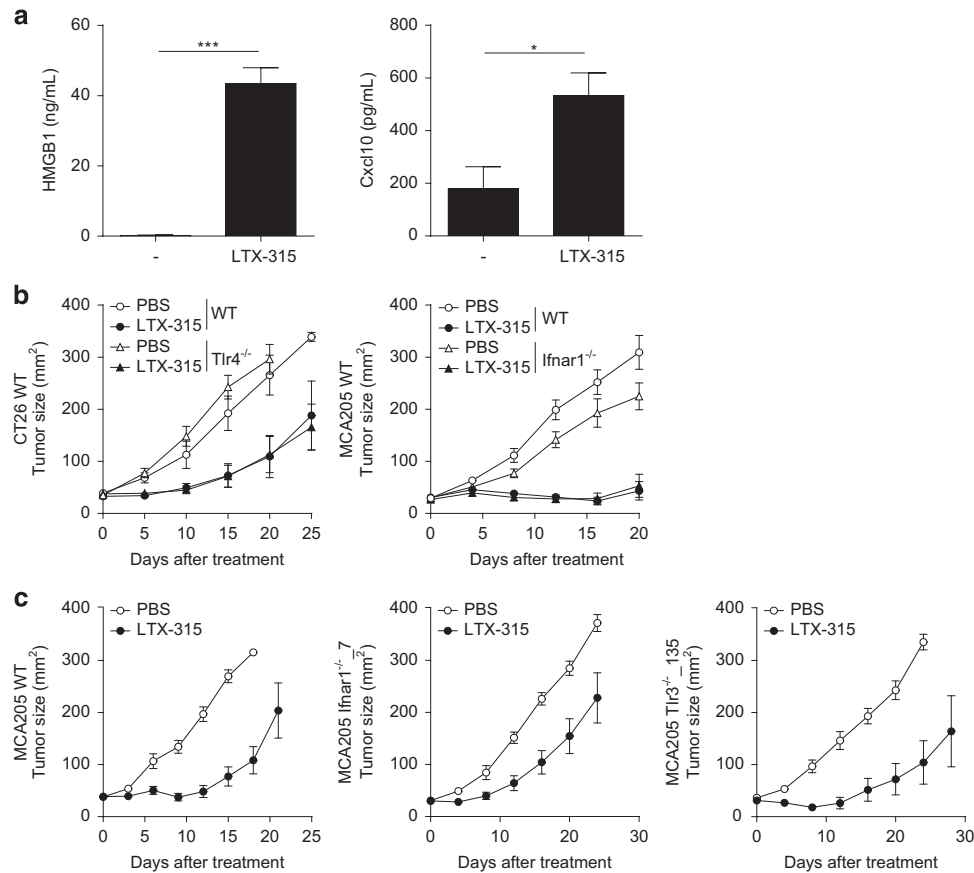 a
HMGB1 (ng/mL)
60
40
20
0
***
-
LTX-315
Cxcl10 (pg/mL)
800
600
400
200
0
*
-
LTX-315
b
CT26 WT
Tumor size (mm²)
400
300
200
100
0
PBS
LTX-315
WT
PBS
LTX-315
Tlr4-/-
0 5 10 15 20 25
Days after treatment
MCA205 WT
Tumor size (mm²)
400
300
200
100
0
PBS
LTX-315
WT
PBS
LTX-315
Ifnar1-/-
0 5 10 15 20
Days after treatment
c
MCA205 WT
Tumor size (mm²)
400
300
200
100
0
PBS
LTX-315
0 5 10 15 20 25
Days after treatment
MCA205 Ifnar1-/-_7
Tumor size (mm²)
400
300
200
100
0
PBS
LTX-315
0 10 20 30
Days after treatment
MCA205 Tlr3-/-_135
Tumor size (mm²)
400
300
200
100
0
PBS
LTX-315
0 10 20 30
Days after treatment